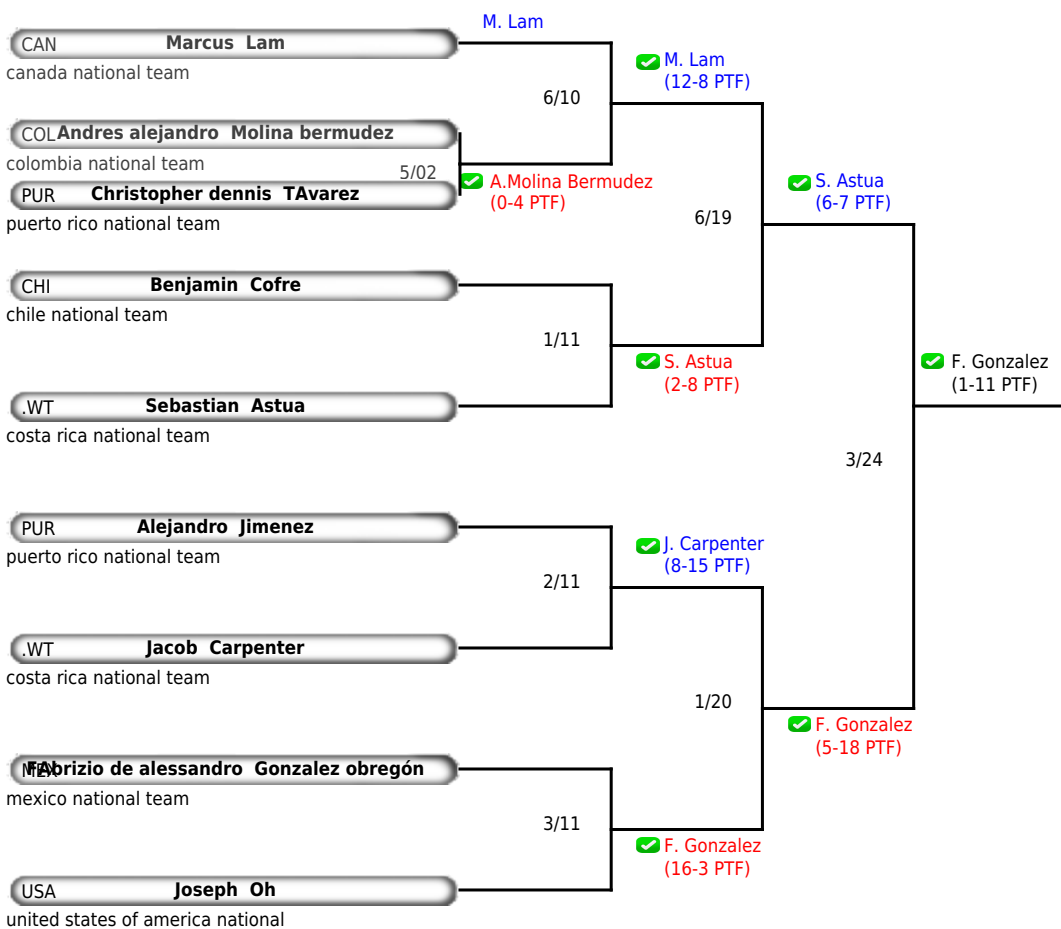 M. Lam
CAN Marcus Lam
canada national team
M. Lam
(12-8 PTF)
6/10
COL Andres alejandro Molina bermudez
colombia national team
5/02
A.Molina Bermudez
(0-4 PTF)
PUR Christopher dennis TAvarez
puerto rico national team
S. Astua
(6-7 PTF)
6/19
CHI Benjamin Cofre
chile national team
1/11
S. Astua
(2-8 PTF)
F. Gonzalez
(1-11 PTF)
.WT Sebastian Astua
costa rica national team
3/24
PUR Alejandro Jimenez
puerto rico national team
J. Carpenter
(8-15 PTF)
2/11
.WT Jacob Carpenter
costa rica national team
1/20
F. Gonzalez
(5-18 PTF)
MEX FAbrizio de alessandro Gonzalez obregón
mexico national team
3/11
F. Gonzalez
(16-3 PTF)
USA Joseph Oh
united states of america national